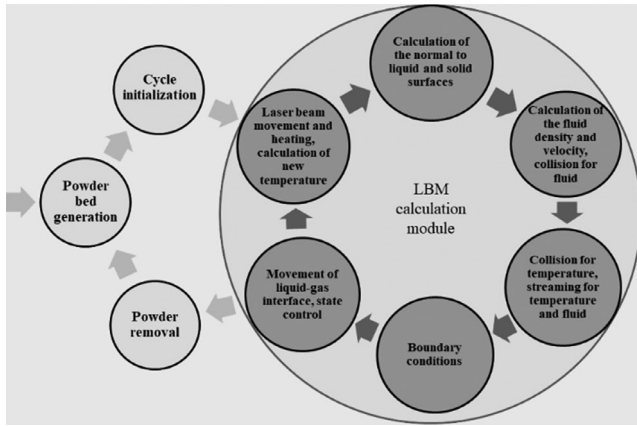 Cycle
initialization
Powder
bed
generation
Powder
removal
Laser beam
movement and
heating,
calculation of
new
temperature
Calculation of
the normal to
liquid and solid
surfaces
Calculation of
the fluid
density and
velocity,
collision for
fluid
Collision for
temperature,
streaming for
temperature
and fluid
Boundary
conditions
Movement of
liquid-gas
interface, state
control
LBM
calculation
module